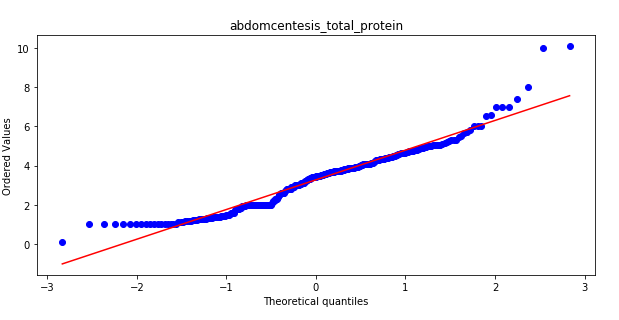 abdomcentesis_total_protein
Ordered Values
10
8
6
4
2
0
−3 −2 −1 0 1 2 3
Theoretical quantiles